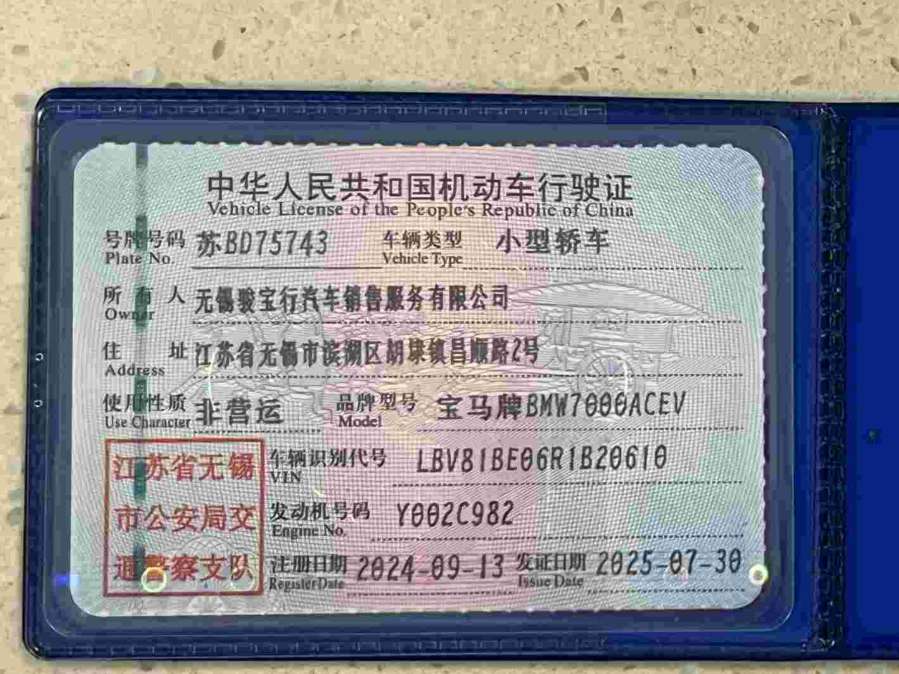 中华人民共和国机动车行驶证
Vehicle License of the People's Republic of China
号牌号码 苏BD75743 车辆类型 小型轿车
Plate No. Vehicle Type
所有人 无锡骏宝行汽车销售服务有限公司
Owner
住址 江苏省无锡市滨湖区胡埭镇昌顺路2号
Address
使用性质 非营运 品牌型号 宝马牌BMW7000ACEV
Use Character Model
江苏省无锡 车辆识别代号 LBV81BE06R1B20610
VIN
市公安局交 发动机号码 Y002C982
Engine No.
通警察支队 注册日期 2024-09-13 发证日期 2025-07-30
Register Date Issue Date